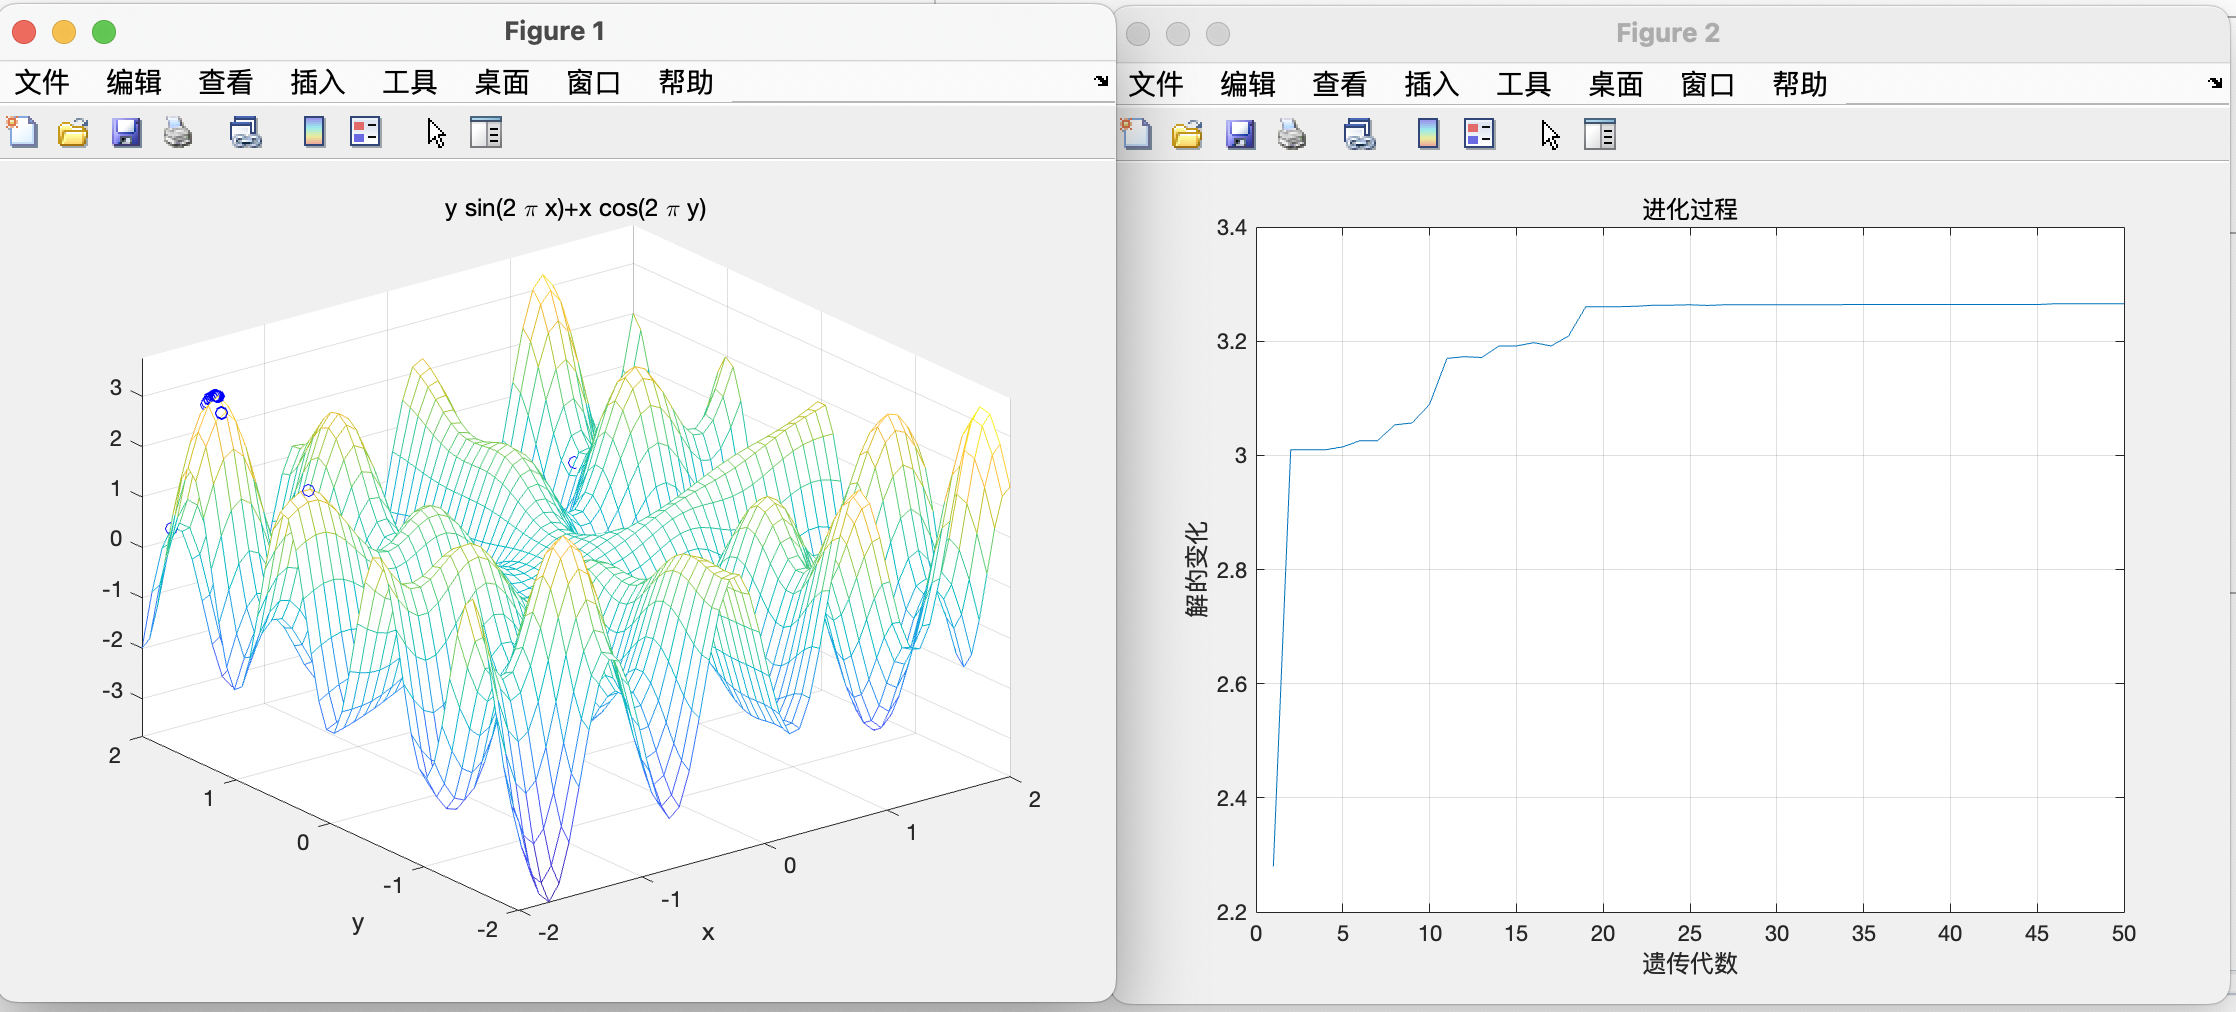 Figure 1
文件 编辑 查看 插入 工具 桌面 窗口 帮助
y sin(2 π x)+x cos(2 π y)
3
2
1
0
-1
-2
-3
2
1
0
-1
-2
y
-2
-1
0
1
2
x
Figure 2
文件 编辑 查看 插入 工具 桌面 窗口 帮助
进化过程
3.4
3.2
3
2.8
2.6
2.4
2.2
解的变化
0 5 10 15 20 25 30 35 40 45 50
遗传代数